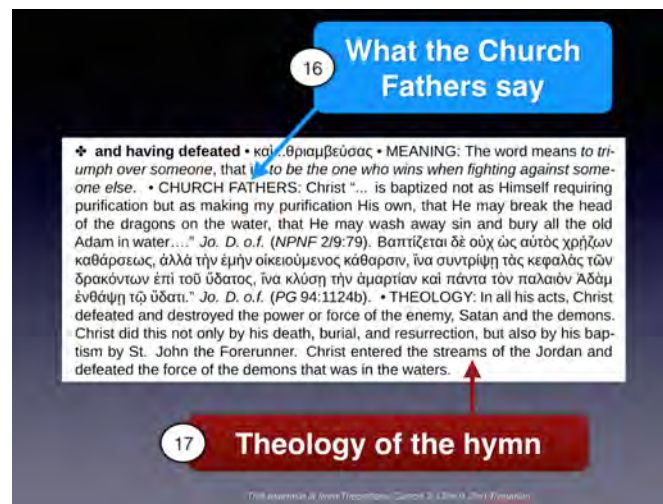 16
What the Church
Fathers say
❖ and having defeated • καὶ...θριαμβεύσας • MEANING: The word means to tri-
umph over someone, that is to be the one who wins when fighting against some-
one else. • CHURCH FATHERS: Christ "... is baptized not as Himself requiring
purification but as making my purification His own, that He may break the head
of the dragons on the water, that He may wash away sin and bury all the old
Adam in water...." Jo. D. o.f. (NPNF 2/9:79). Βαπτίζεται δὲ οὐχ ὡς αὐτὸς χρῄζων
καθάρσεως, ἀλλὰ τὴν ἐμὴν οἰκειούμενος κάθαρσιν, ἵνα συντρίψῃ τὰς κεφαλὰς τῶν
δρακόντων ἐπὶ τοῦ ὕδατος, ἵνα κλύσῃ τὴν ἁμαρτίαν καὶ πάντα τὸν παλαιὸν Ἀδὰμ
ἐνθάψῃ τῷ ὕδατι." Jo. D. o.f. (PG 94:1124b). • THEOLOGY: In all his acts, Christ
defeated and destroyed the power or force of the enemy, Satan and the demons.
Christ did this not only by his death, burial, and resurrection, but also by his bap-
tism by St. John the Forerunner. Christ entered the streams of the Jordan and
defeated the force of the demons that was in the waters.
17
Theology of the hymn